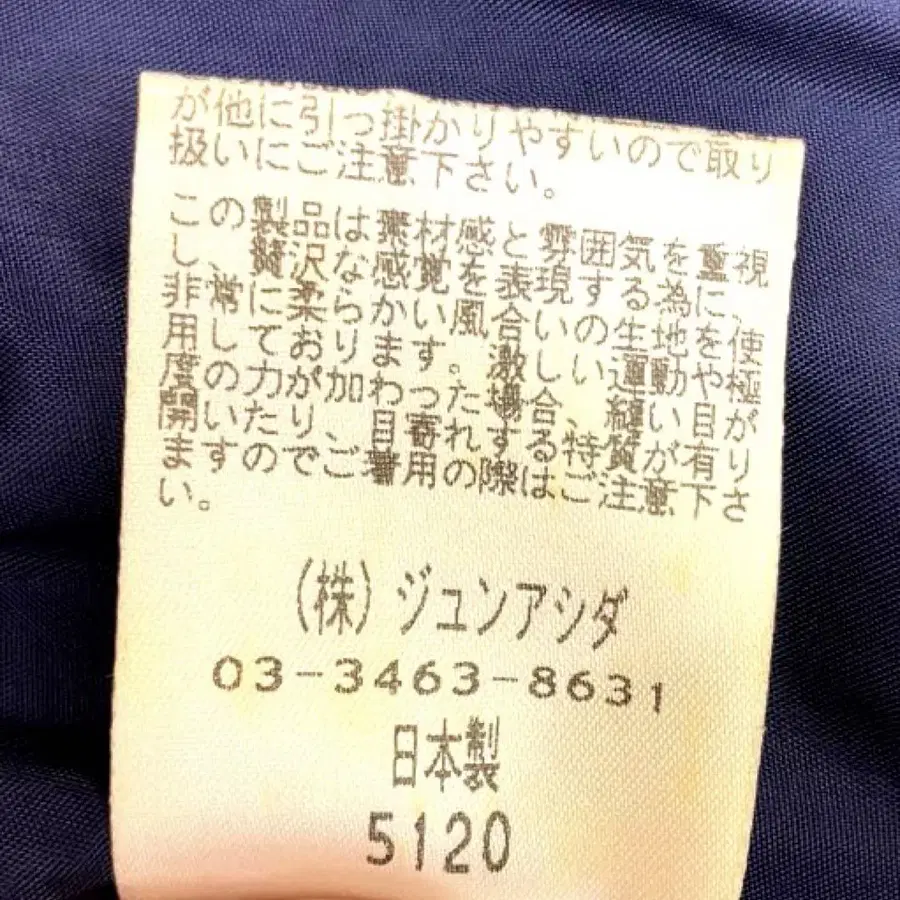 が他に引っ掛かりやすいので取り
扱いにご注意下さい。
この製品は素材感と雰囲気を重視
し、贅沢な感覚を表現する為に、
非常に柔らかい風合いの生地を使
用しております。激しい運動や極
度の力が加わった場合、縫い目が
開いたり、目寄れする特質が有り
ますのでご着用の際はご注意下さ
い。
(株)ジュンアシダ
03-3463-8631
日本製
5120